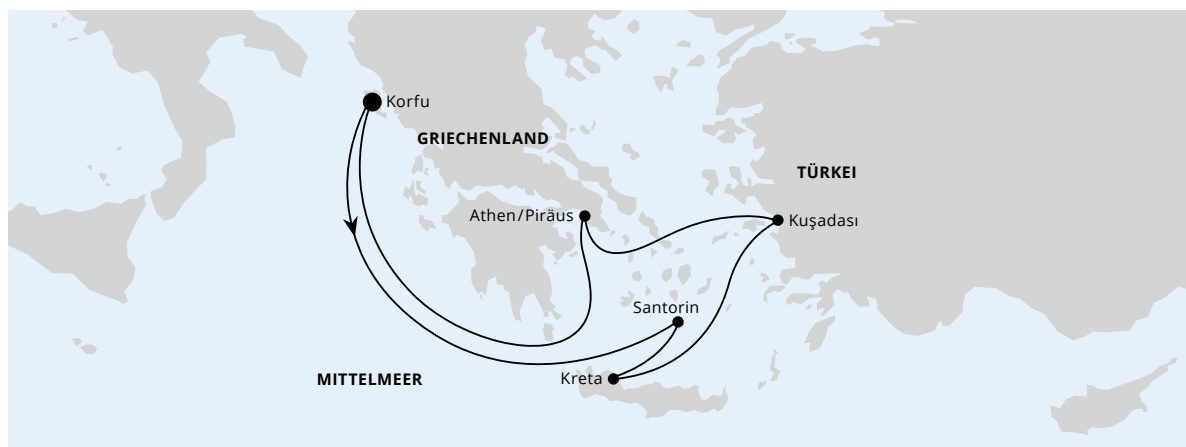 Korfu
GRIECHENLAND
TÜRKEI
Athen/Piräus
Kuşadası
Santorin
Kreta
MITTELMEER